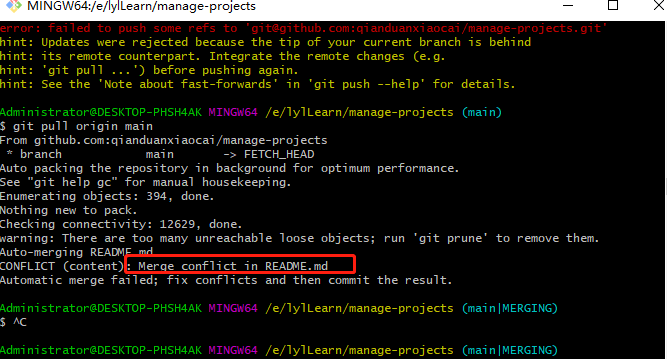 MINGW64:/e/lylLearn/manage-projects
error: failed to push some refs to 'git@github.com:qianduanxiaocai/manage-projects.git'
hint: Updates were rejected because the tip of your current branch is behind
hint: its remote counterpart. Integrate the remote changes (e.g.
hint: 'git pull ...') before pushing again.
hint: See the 'Note about fast-forwards' in 'git push --help' for details.
Administrator@DESKTOP-PHSH4AK MINGW64 /e/lylLearn/manage-projects (main)
$ git pull origin main
From github.com:qianduanxiaocai/manage-projects
* branch main -> FETCH_HEAD
Auto packing the repository in background for optimum performance.
See "git help gc" for manual housekeeping.
Enumerating objects: 394, done.
Nothing new to pack.
Checking connectivity: 12629, done.
warning: There are too many unreachable loose objects; run 'git prune' to remove them.
Auto-merging README.md
CONFLICT (content): Merge conflict in README.md
Automatic merge failed; fix conflicts and then commit the result.
Administrator@DESKTOP-PHSH4AK MINGW64 /e/lylLearn/manage-projects (main|MERGING)
$ ^C
Administrator@DESKTOP-PHSH4AK MINGW64 /e/lylLearn/manage-projects (main|MERGING)